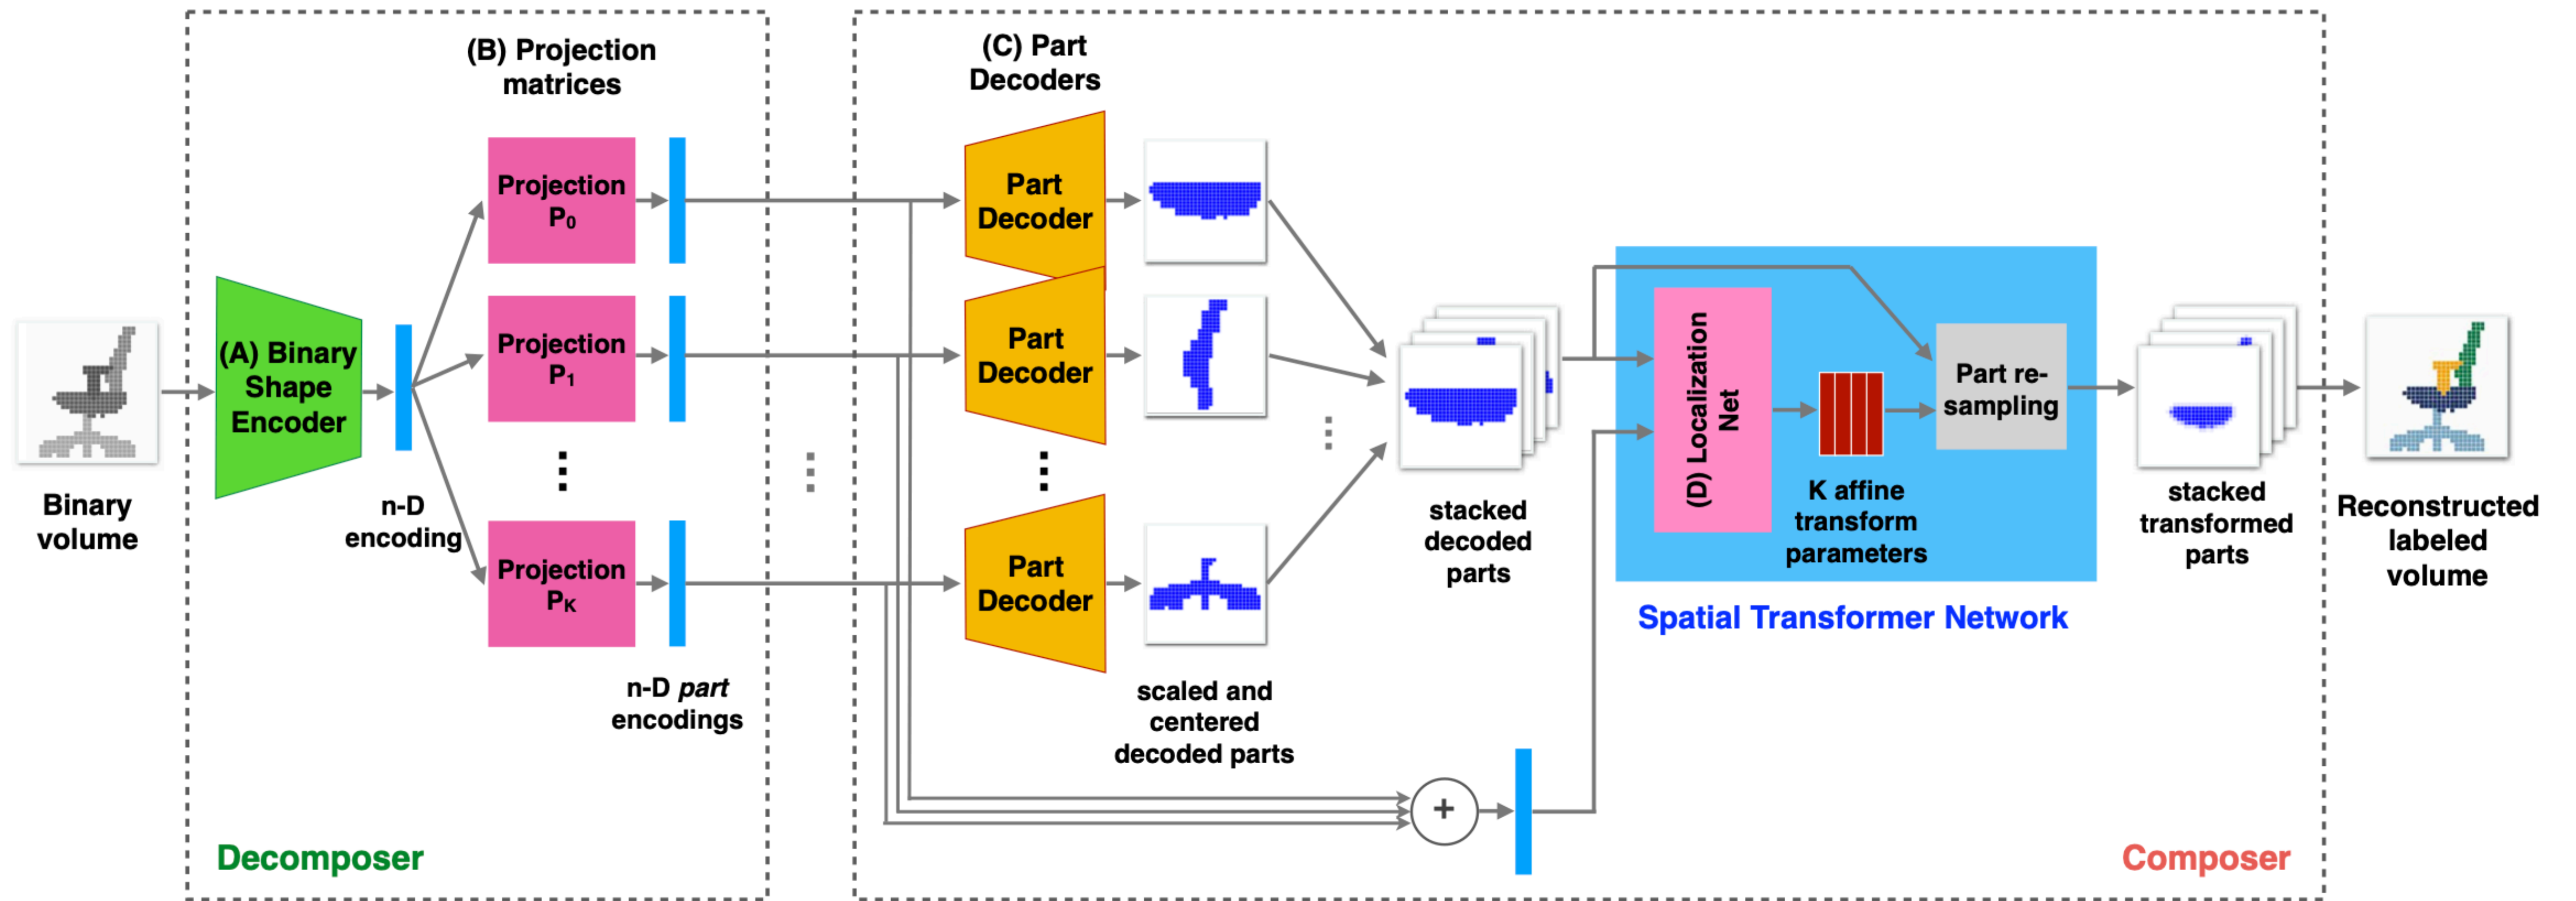 (B) Projection
matrices
(C) Part
Decoders
Projection
P0
Part
Decoder
(A) Binary
Shape
Encoder
Projection
P1
Part
Decoder
(D) Localization
Net
Part re-
sampling
Binary
volume
n-D
encoding
K affine
transform
parameters
stacked
decoded
parts
stacked
transformed
parts
Reconstructed
labeled
volume
Projection
PK
Part
Decoder
Spatial Transformer Network
n-D part
encodings
scaled and
centered
decoded parts
+
Decomposer
Composer